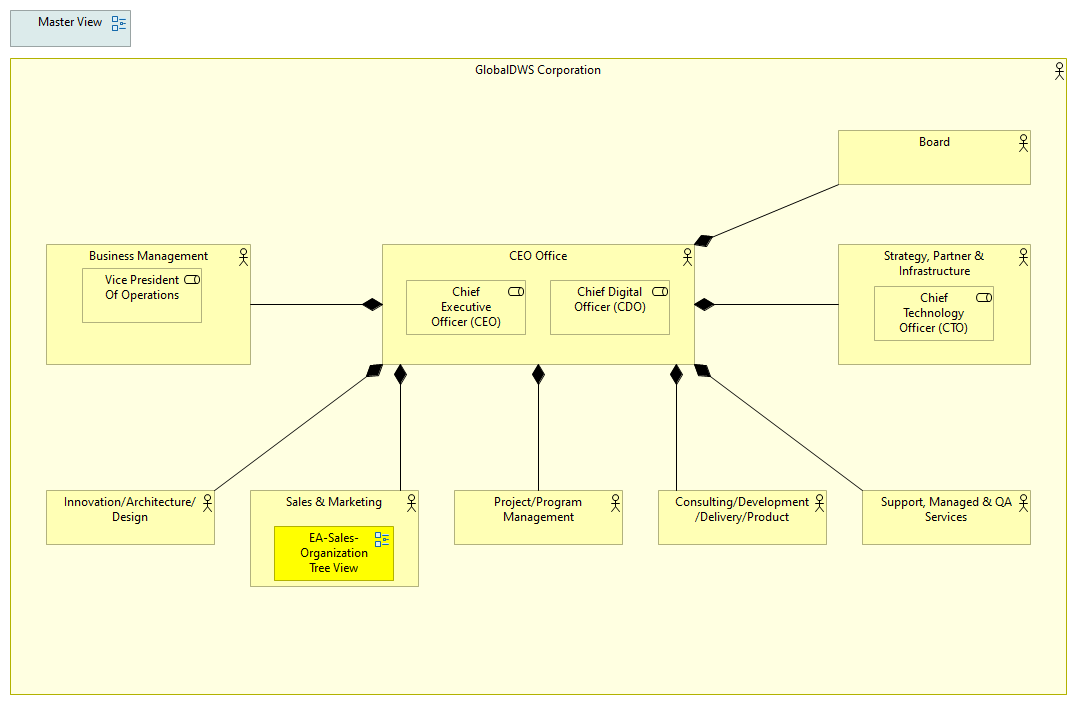 Master View
GlobalDWS Corporation
Board
Business Management
Vice President
Of Operations
CEO Office
Chief
Executive
Officer (CEO)
Chief Digital
Officer (CDO)
Strategy, Partner &
Infrastructure
Chief
Technology
Officer (CTO)
Innovation/Architecture/
Design
Sales & Marketing
EA-Sales-
Organization
Tree View
Project/Program
Management
Consulting/Development
/Delivery/Product
Support, Managed & QA
Services